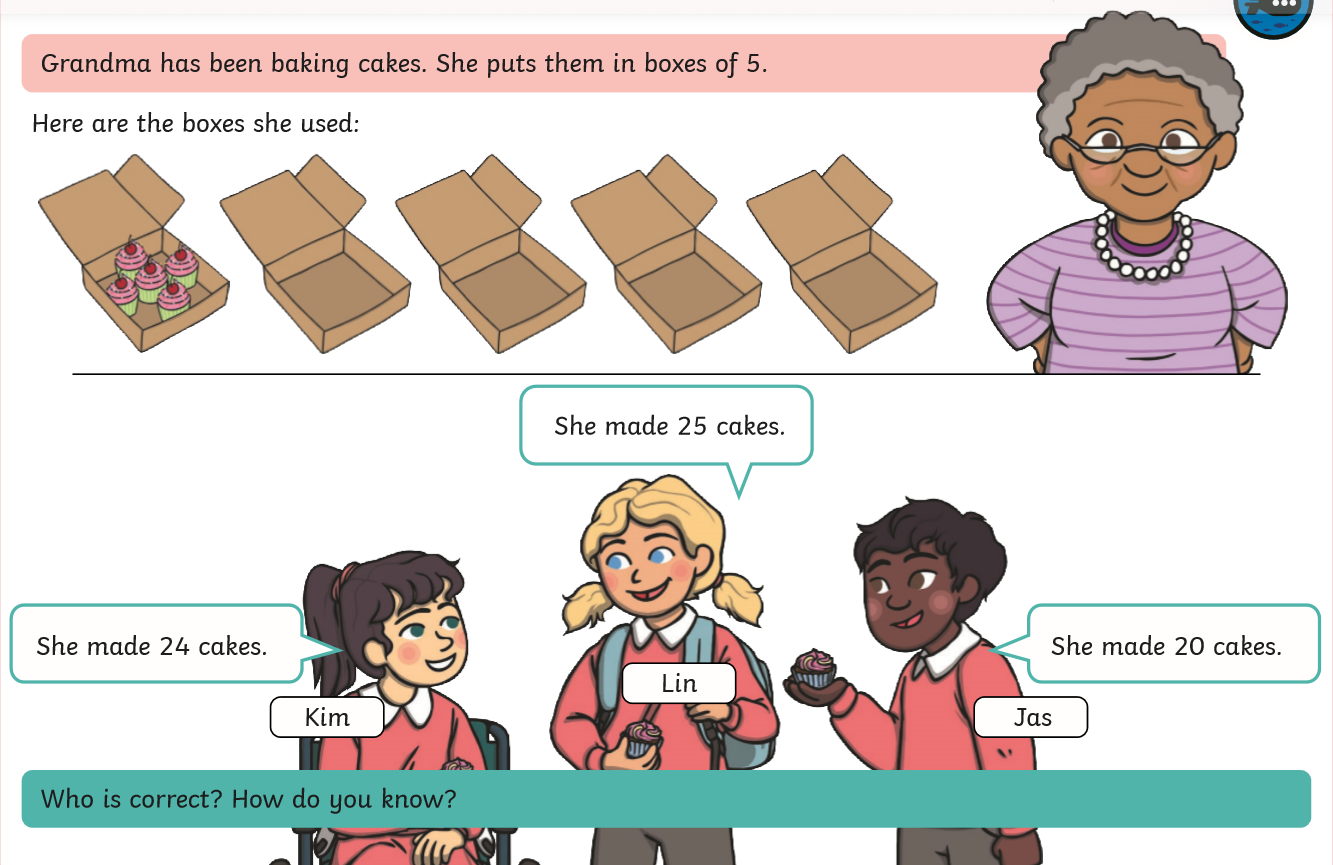 Grandma has been baking cakes. She puts them in boxes of 5.
Here are the boxes she used:
She made 25 cakes.
She made 24 cakes.
She made 20 cakes.
Lin
Kim
Jas
Who is correct? How do you know?